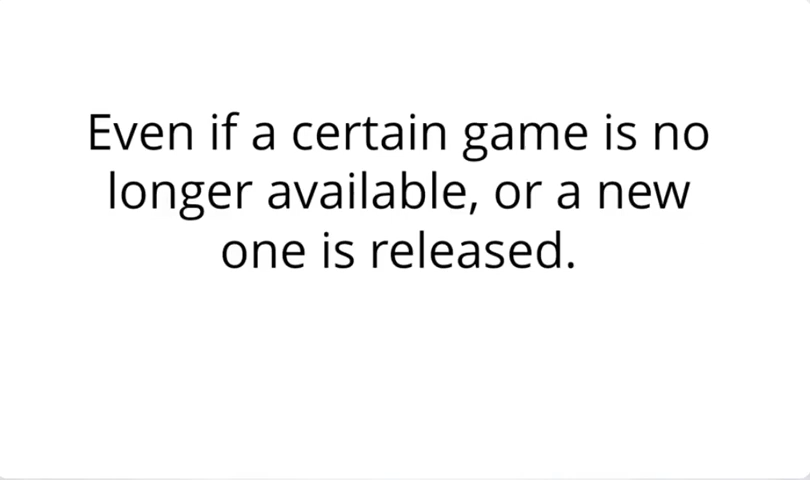 Even if a certain game is no
longer available, or a new
one is released.